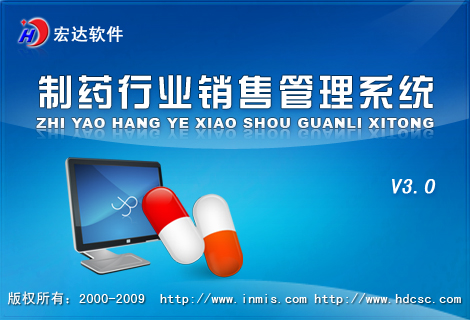 宏达软件
制药行业销售管理系统
ZHI YAO HANG YE XIAO SHOU GUANLI XITONG
V3.0
版权所有：2000-2009 http://www.inmis.com http://www.hdcsc.com